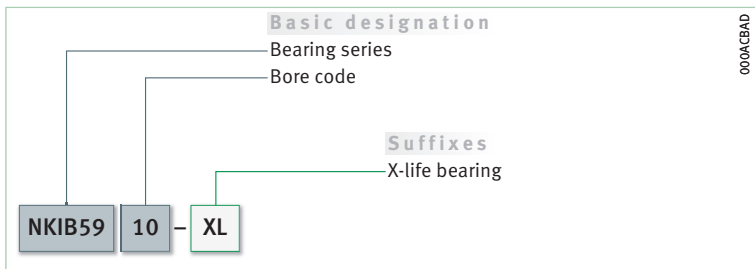 Basic designation
Bearing series
Bore code
Suffixes
X-life bearing
NKIB59 10 – XL
000ACBAD